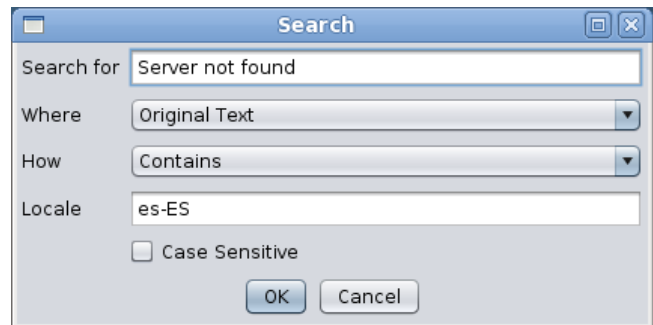 Search
Search for Server not found
Where Original Text
How Contains
Locale es-ES
Case Sensitive
OK Cancel